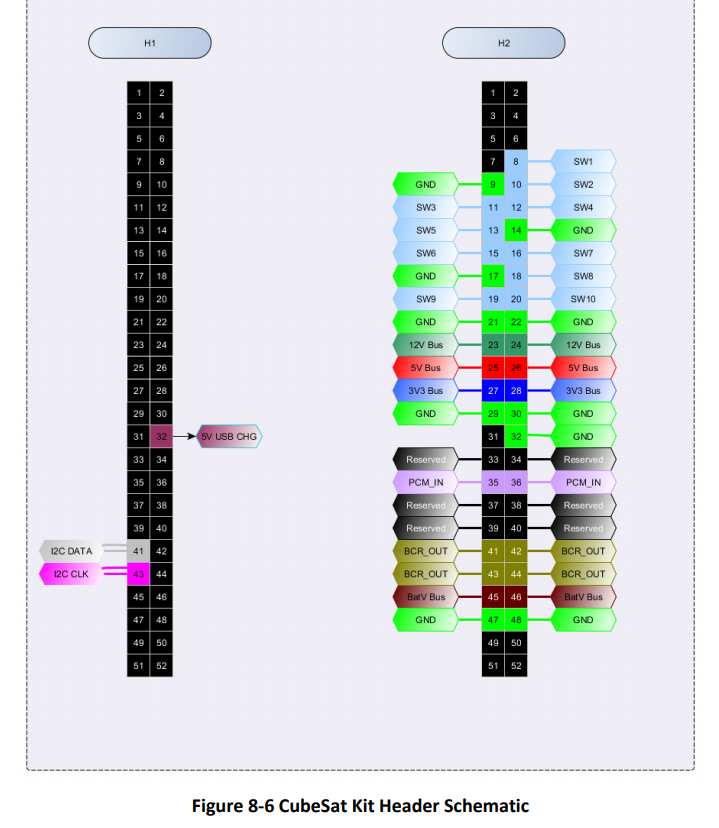 H1 H2
1 2 1 2
3 4 3 4
5 6 5 6
7 8 7 8 SW1
9 10 GND 9 10 SW2
11 12 SW3 11 12 SW4
13 14 SW5 13 14 GND
15 16 SW6 15 16 SW7
17 18 GND 17 18 SW8
19 20 SW9 19 20 SW10
21 22 GND 21 22 GND
23 24 12V Bus 23 24 12V Bus
25 26 5V Bus 25 26 5V Bus
27 28 3V3 Bus 27 28 3V3 Bus
29 30 GND 29 30 GND
31 32 5V USB CHG 31 32 GND
33 34 Reserved 33 34 Reserved
35 36 PCM_IN 35 36 PCM_IN
37 38 Reserved 37 38 Reserved
39 40 Reserved 39 40 Reserved
I2C DATA 41 42 BCR_OUT 41 42 BCR_OUT
I2C CLK 43 44 BCR_OUT 43 44 BCR_OUT
45 46 BatV Bus 45 46 BatV Bus
47 48 GND 47 48 GND
49 50 49 50
51 52 51 52
Figure 8-6 CubeSat Kit Header Schematic